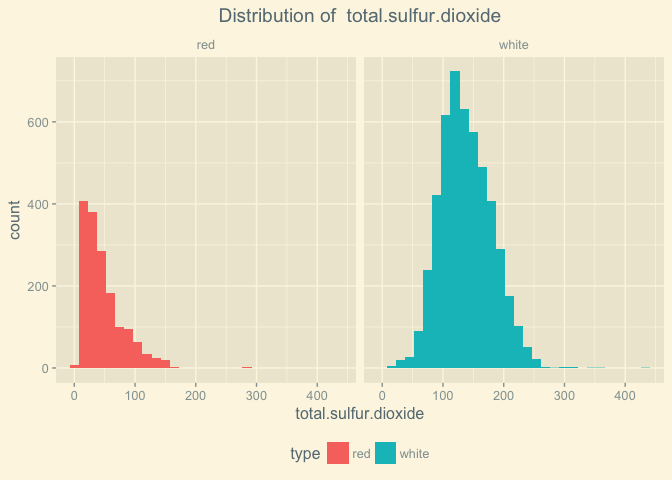 Distribution of  total.sulfur.dioxide
red
white
600
400
200
0
count
0 100 200 300 400
0 100 200 300 400
total.sulfur.dioxide
type red white